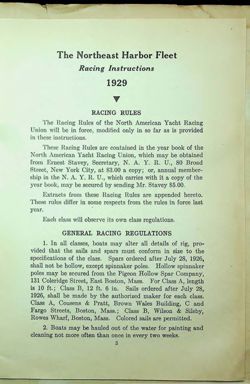 The Northeast Harbor Fleet
Racing Instructions
1929
RACING RULES
The Racing Rules of the North American Yacht Racing
Union will be in force, modified only in so far as is provided
in these instructions.
These Racing Rules are contained in the year book of the
North American Yacht Racing Union, which may be obtained
from Ernest Stavey, Secretary, N. A. Y. R. U., 80 Broad
Street, New York City, at $3.00 a copy; or, annual member-
ship in the N. A. Y. R. U., which carries with it a copy of the
year book, may be secured by sending Mr. Stavey $5.00.
Extracts from these Racing Rules are appended hereto.
These rules differ in some respects from the rules in force last
year.
Each class will observe its own class regulations.
GENERAL RACING REGULATIONS
1. In all classes, boats may alter all details of rig, pro-
vided that the sails and spars must conform in size to the
specifications of the class. Spars ordered after July 28, 1926,
shall not be hollow, except spinnaker poles. Hollow spinnaker
poles may be secured from the Pigeon Hollow Spar Company,
131 Coleridge Street, East Boston, Mass. For Class A, length
is 10 ft.; Class B, 12 ft. 6 in. Sails ordered after July 28,
1926, shall be made by the authorized maker for each class.
Class A, Cousens & Pratt, Brown Wales Building, C and
Fargo Streets, Boston, Mass.; Class B, Wilson & Silsby,
Rowes Wharf, Boston, Mass. Colored sails are permitted.
2. Boats may be hauled out of the water for painting and
cleaning not more often than once in every two weeks.